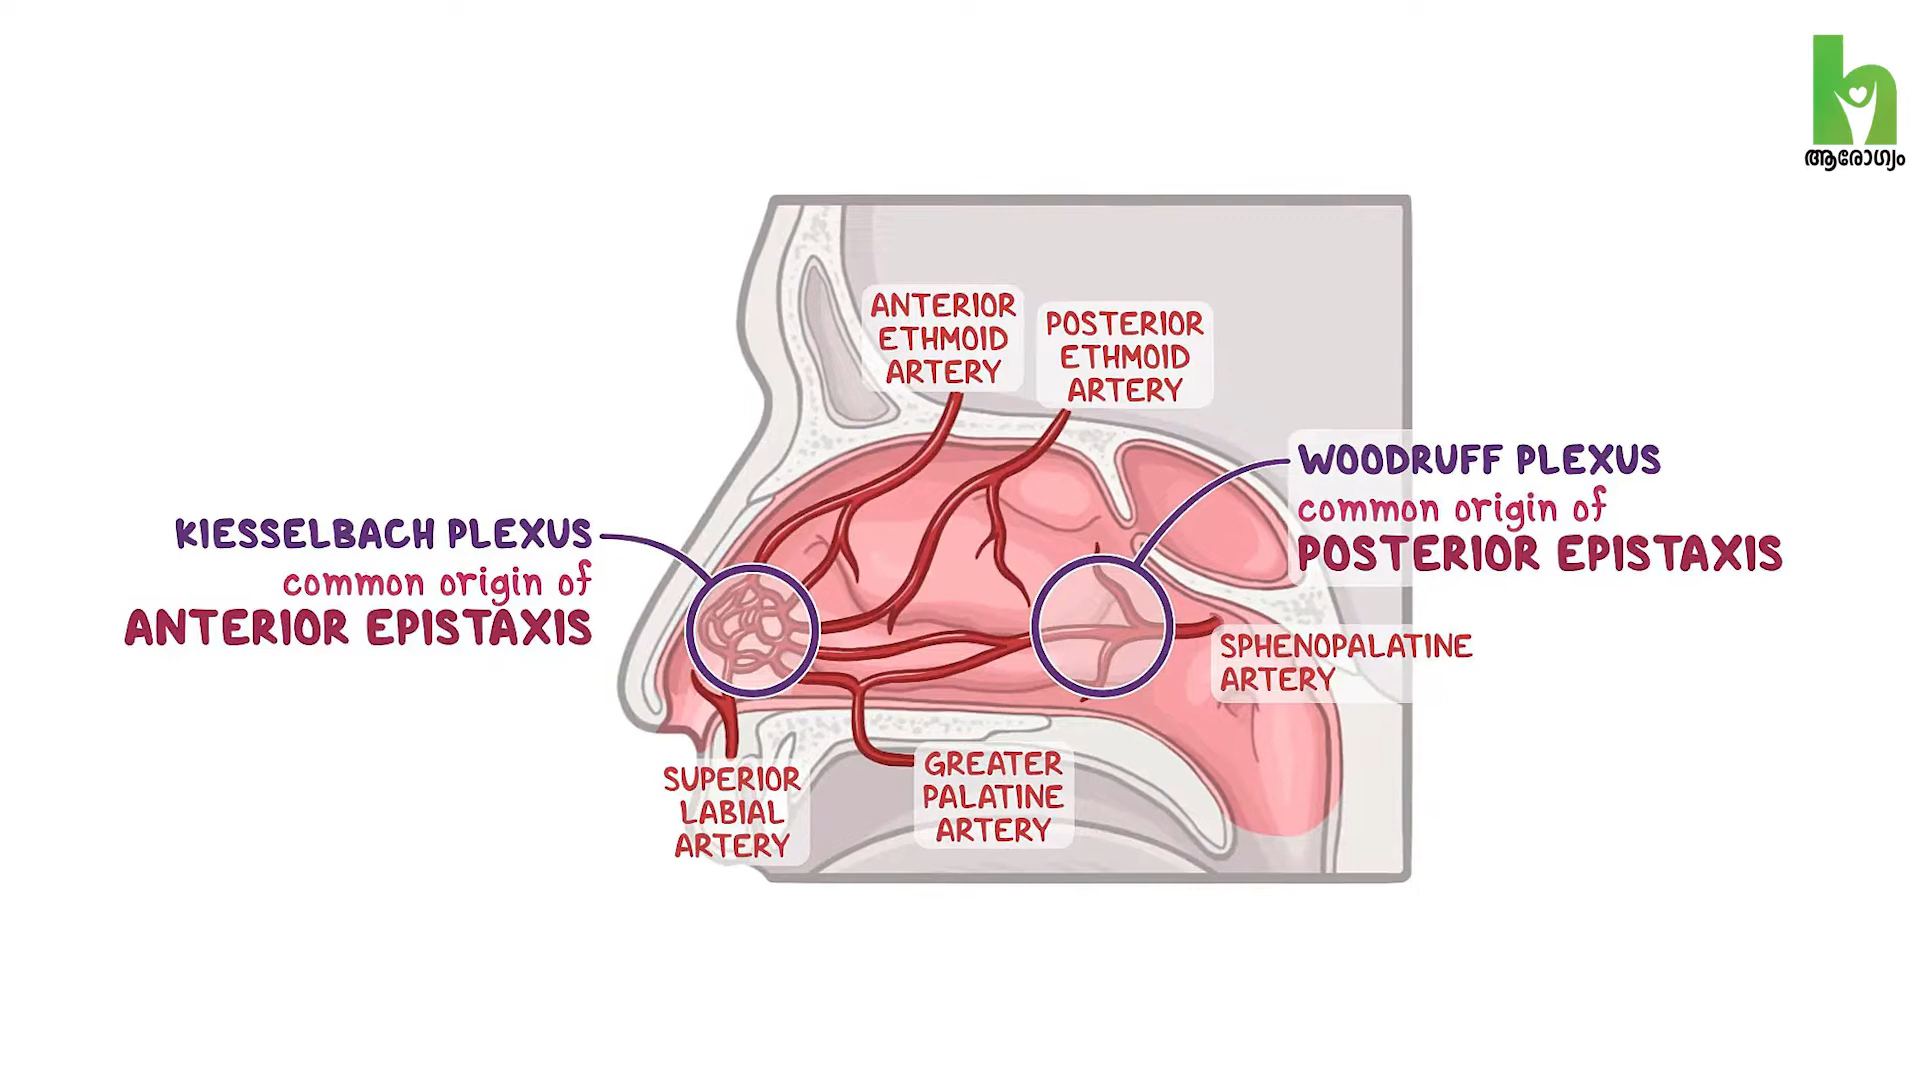 ആരോഗ്യം
ANTERIOR
ETHMOID
ARTERY
POSTERIOR
ETHMOID
ARTERY
WOODRUFF PLEXUS
common origin of
POSTERIOR EPISTAXIS
KIESSELBACH PLEXUS
common origin of
ANTERIOR EPISTAXIS
SPHENOPALATINE
ARTERY
SUPERIOR
LABIAL
ARTERY
GREATER
PALATINE
ARTERY